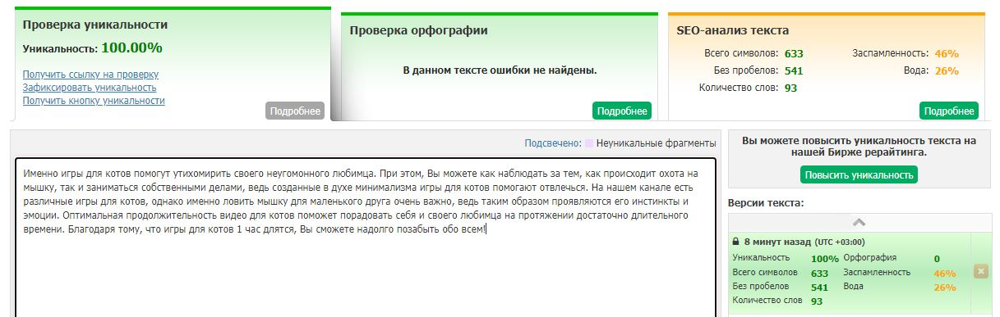 Проверка уникальности
Уникальность: 100.00%
Получить ссылку на проверку
Зафиксировать уникальность
Получить кнопку уникальности
Подробнее
Проверка орфографии
В данном тексте ошибки не найдены.
Подробнее
SEO-анализ текста
Всего символов: 633 Заспамленность: 46%
Без пробелов: 541 Вода: 26%
Количество слов: 93
Подробнее
Подсвечено: Неуникальные фрагменты
Именно игры для котов помогут утихомирить своего неугомонного любимца. При этом, Вы можете как наблюдать за тем, как происходит охота на
мышку, так и заниматься собственными делами, ведь созданные в духе минимализма игры для котов помогают отвлечься. На нашем канале есть
различные игры для котов, однако именно ловить мышку для маленького друга очень важно, ведь таким образом проявляются его инстинкты и
эмоции. Оптимальная продолжительность видео для котов поможет порадовать себя и своего любимца на протяжении достаточно длительного
времени. Благодаря тому, что игры для котов 1 час длятся, Вы сможете надолго позабыть обо всем!
Вы можете повысить уникальность текста на
нашей Бирже рерайтинга.
Повысить уникальность
Версии текста:
8 минут назад (UTC +03:00)
Уникальность 100% Орфография 0
Всего символов 633 Заспамленность 46%
Без пробелов 541 Вода 26%
Количество слов 93